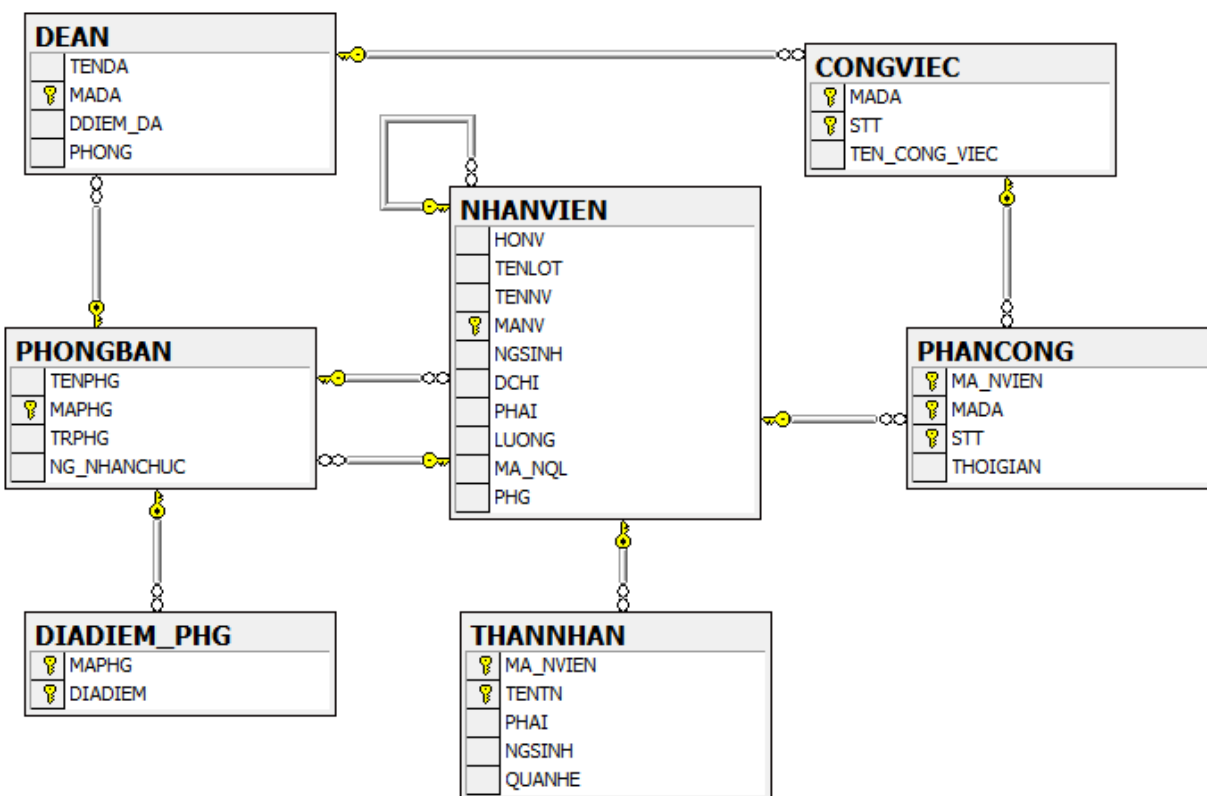 DEAN
TENDA
MADA
DDIEM_DA
PHONG
CONGVIEC
MADA
STT
TEN_CONG_VIEC
NHANVIEN
HONV
TENLOT
TENNV
MANV
NGSINH
DCHI
PHAI
LUONG
MA_NQL
PHG
PHONGBAN
TENPHG
MAPHG
TRPHG
NG_NHANCHUC
PHANCONG
MA_NVIEN
MADA
STT
THOIGIAN
DIADIEM_PHG
MAPHG
DIADIEM
THANNHAN
MA_NVIEN
TENTN
PHAI
NGSINH
QUANHE